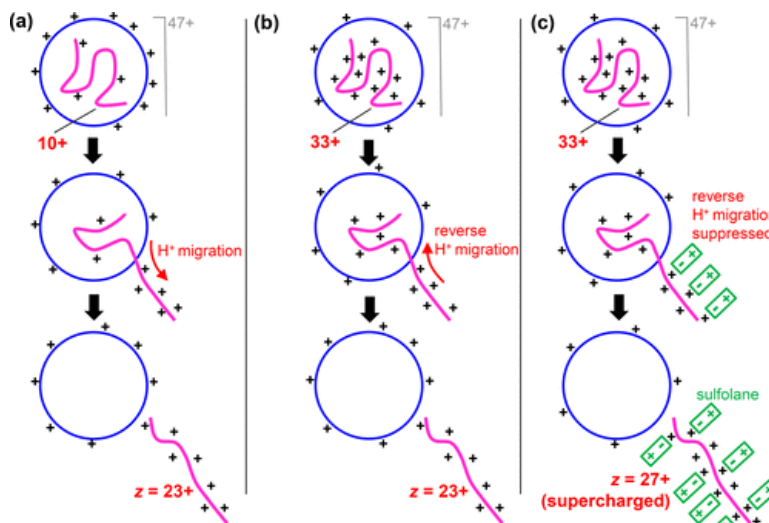 (a)
47+
10+
H⁺ migration
z = 23+
(b)
47+
33+
reverse
H⁺ migration
z = 23+
(c)
47+
33+
reverse
H⁺ migration
suppressed
sulfolane
z = 27+
(supercharged)